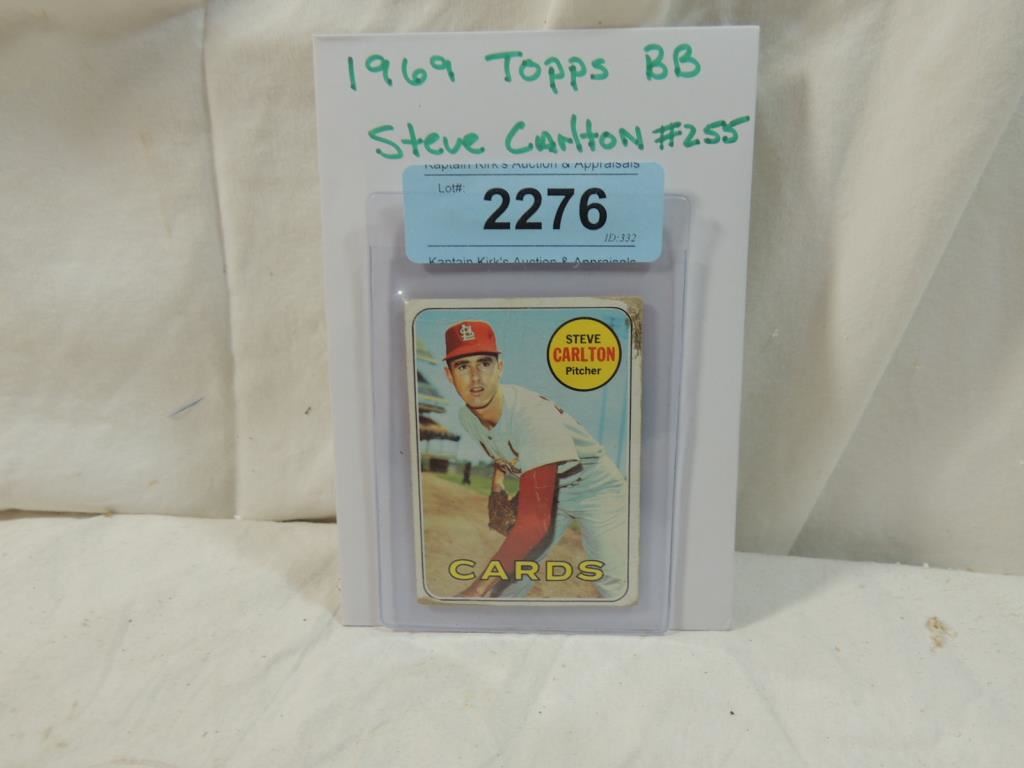 1969 Topps BB
Steve Carlton #255
Kaptain Kirk's Auction & Appraisals
Lot#:
2276
ID:332
Kaptain Kirk's Auction & Appraisals
STEVE
CARLTON
Pitcher
CARDS